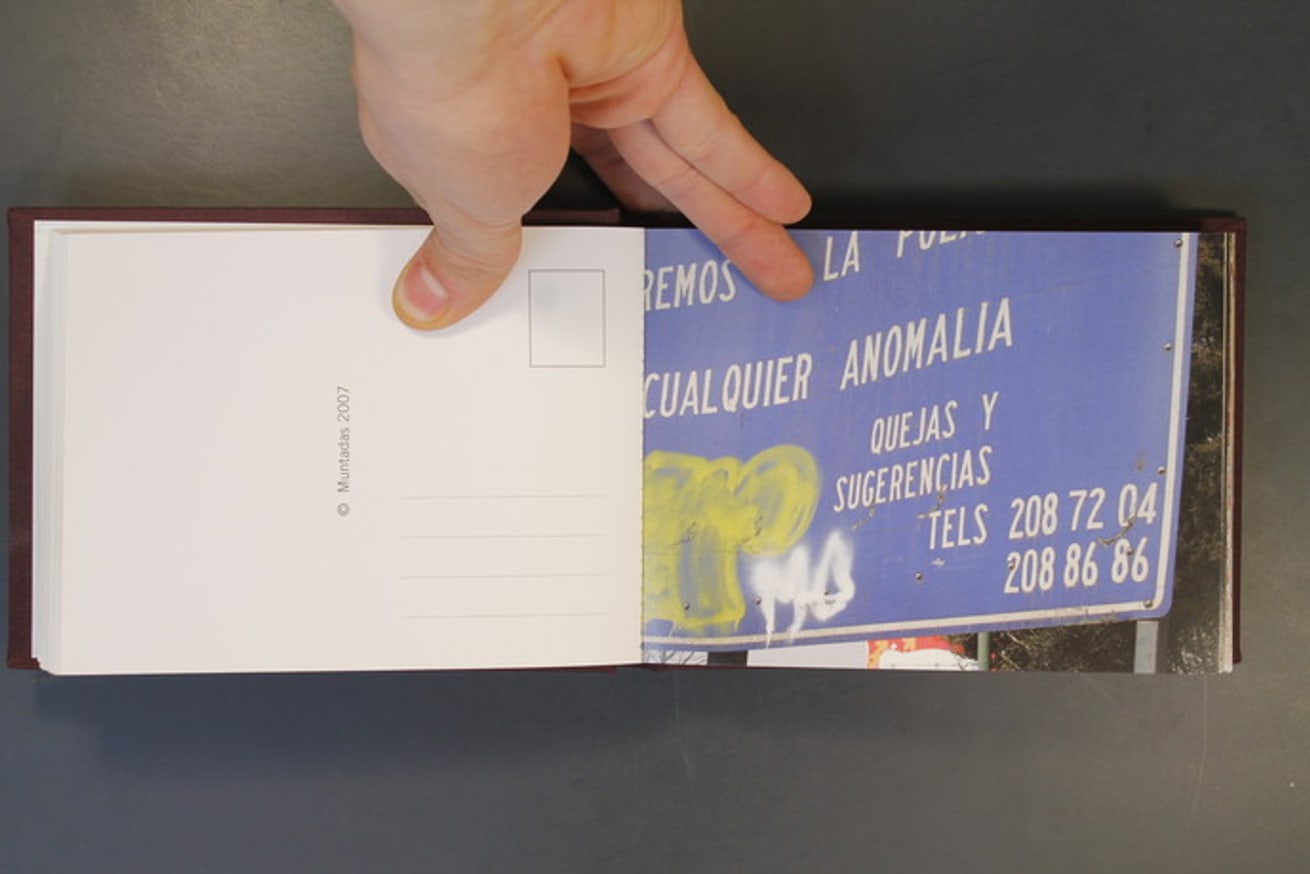 © Muntadas 2007
REMOS LA
CUALQUIER ANOMALIA
QUEJAS Y
SUGERENCIAS
TELS 208 72 04
208 86 86